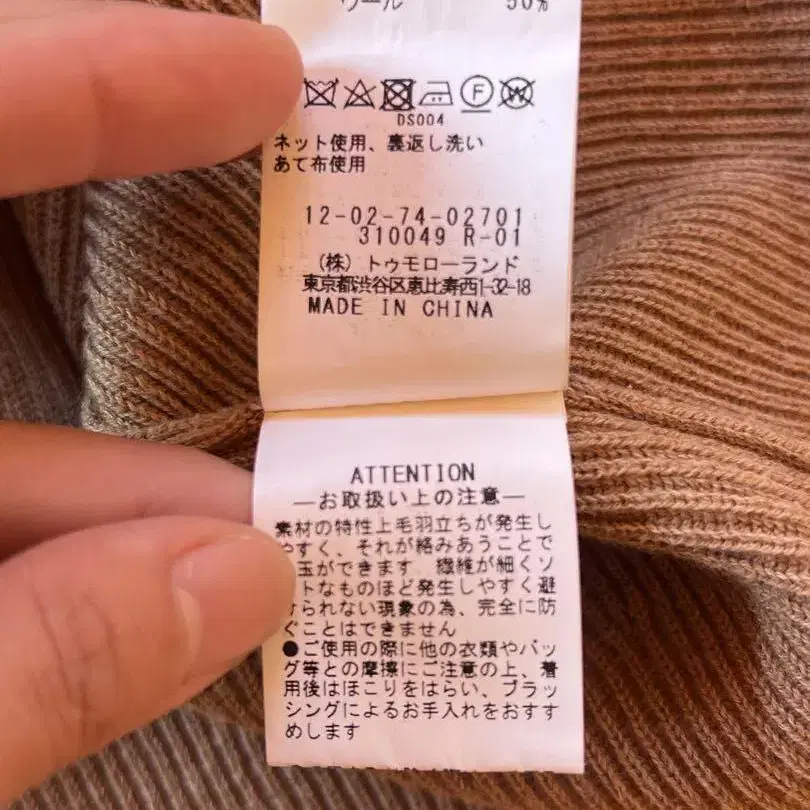 ウール 50%
F W
DS004
ネット使用、裏返し洗い
あて布使用
12-02-74-02701
310049 R-01
(株) トゥモローランド
東京都渋谷区恵比寿西1-32-18
MADE IN CHINA
ATTENTION
―お取扱い上の注意―
素材の特性上毛羽立ちが発生し
やすく、それが絡みあうことで
玉ができます 繊維が細くソ
トなものほど発生しやすく避
けられない現象の為、完全に防
ぐことはできません
●ご使用の際に他の衣類やバッ
グ等との摩擦にご注意の上、着
用後はほこりをはらい、ブラッ
シングによるお手入れをおすす
めします